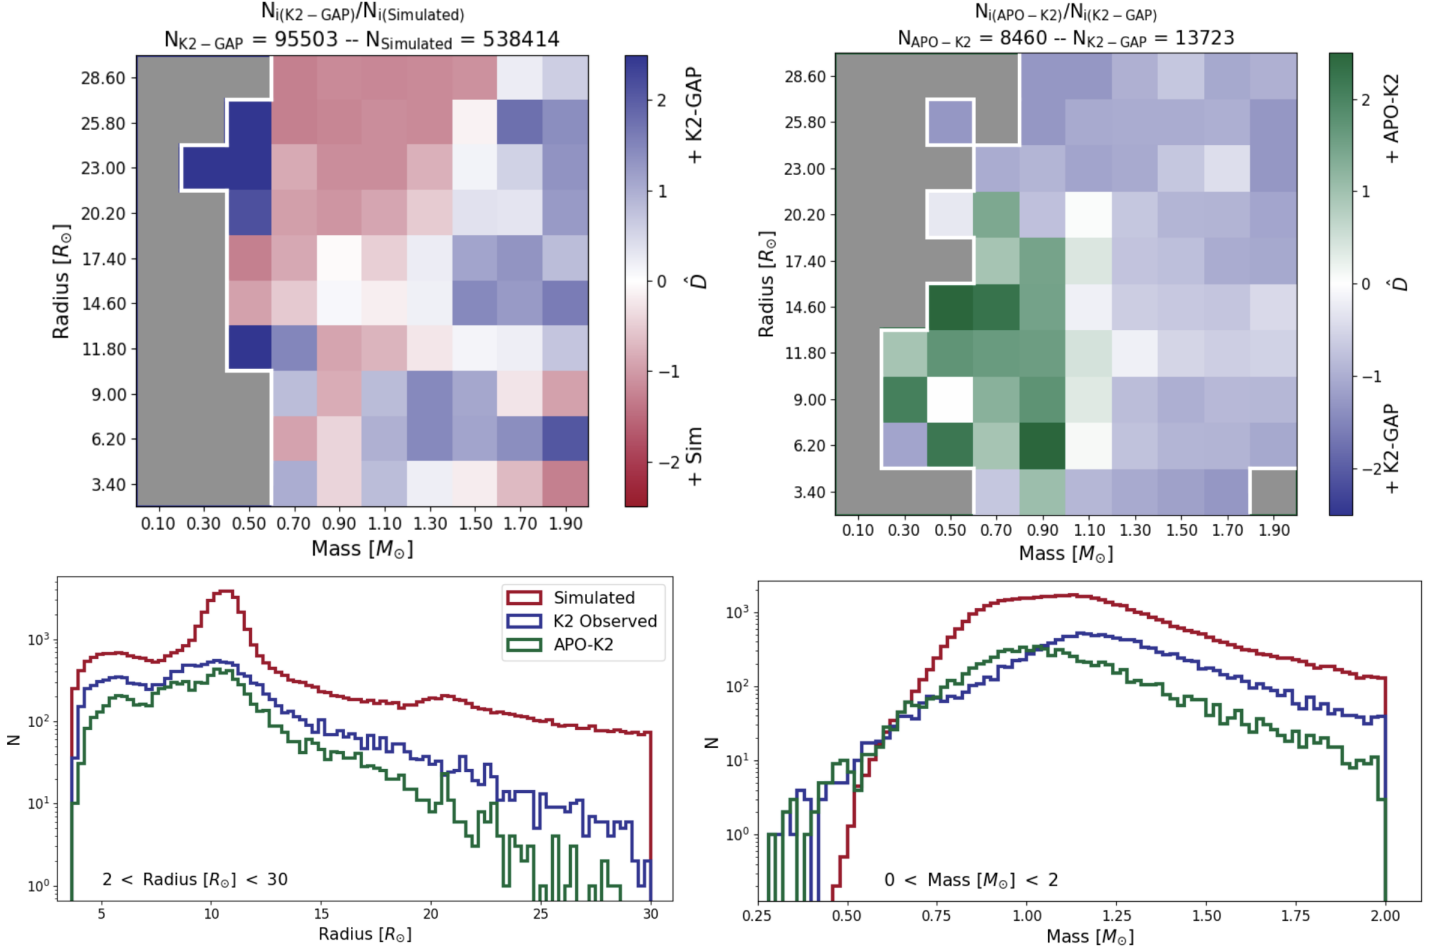 N_i(K2−GAP)/N_i(Simulated)
N_K2−GAP = 95503 -- N_Simulated = 538414
28.60
25.80
23.00
20.20
17.40
14.60
11.80
9.00
6.20
3.40
Radius [R⊙]
0.10 0.30 0.50 0.70 0.90 1.10 1.30 1.50 1.70 1.90
Mass [M⊙]
2
1
0
−1
−2
+ K2-GAP
D̂
+ Sim
N_i(APO−K2)/N_i(K2−GAP)
N_APO−K2 = 8460 -- N_K2−GAP = 13723
28.60
25.80
23.00
20.20
17.40
14.60
11.80
9.00
6.20
3.40
Radius [R⊙]
0.10 0.30 0.50 0.70 0.90 1.10 1.30 1.50 1.70 1.90
Mass [M⊙]
2
1
0
−1
−2
+ APO-K2
D̂
+ K2-GAP
Simulated
K2 Observed
APO-K2
10³
10²
10¹
10⁰
N
2 < Radius [R⊙] < 30
5 10 15 20 25 30
Radius [R⊙]
10³
10²
10¹
10⁰
N
0 < Mass [M⊙] < 2
0.25 0.50 0.75 1.00 1.25 1.50 1.75 2.00
Mass [M⊙]